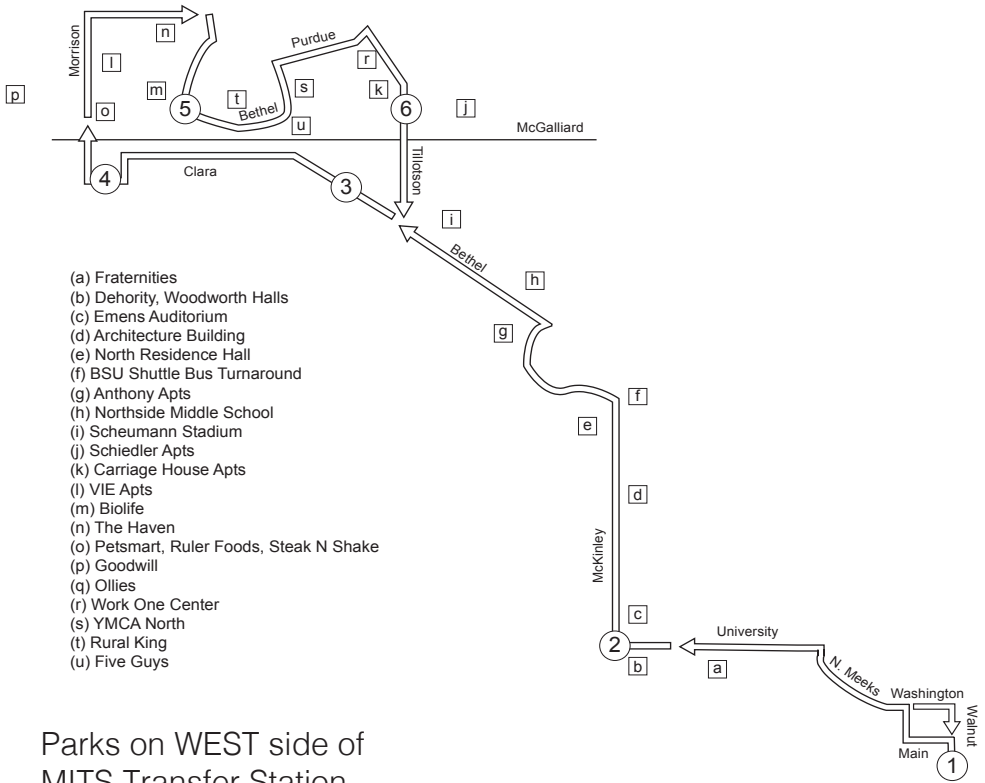 Purdue
n
Morrison
r
l
s
k
m
p
t
5
6
j
o
Bethel
u
McGalliard
Clara
Tillotson
4
3
i
Bethel
h
(a) Fraternities
(b) Dehority, Woodworth Halls
(c) Emens Auditorium
(d) Architecture Building
(e) North Residence Hall
(f) BSU Shuttle Bus Turnaround
(g) Anthony Apts
(h) Northside Middle School
(i) Scheumann Stadium
(j) Schiedler Apts
(k) Carriage House Apts
(l) VIE Apts
(m) Biolife
(n) The Haven
(o) Petsmart, Ruler Foods, Steak N Shake
(p) Goodwill
(q) Ollies
(r) Work One Center
(s) YMCA North
(t) Rural King
(u) Five Guys
g
f
e
d
McKinley
c
2
b
University
a
N. Meeks
Washington
Walnut
Main
1
Parks on WEST side of
MITS Transfer Station